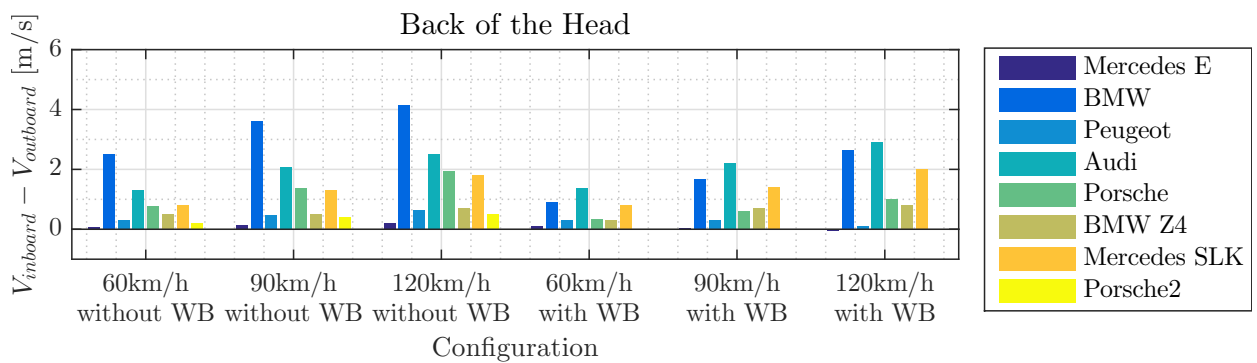 Back of the Head
V_inboard − V_outboard [m/s]
6
4
2
0
60km/h
without WB
90km/h
without WB
120km/h
without WB
60km/h
with WB
90km/h
with WB
120km/h
with WB
Configuration
Mercedes E
BMW
Peugeot
Audi
Porsche
BMW Z4
Mercedes SLK
Porsche2